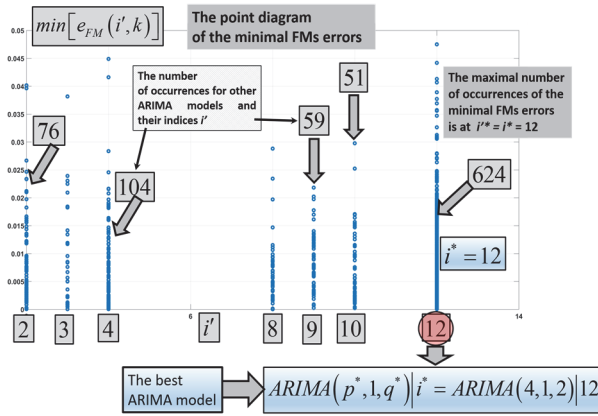 min[e_FM(i′,k)]
The point diagram
of the minimal FMs errors
0.05
0.045
0.04
0.035
0.03
0.025
0.02
0.015
0.01
0.005
0
The number
of occurrences for other
ARIMA models and
their indices i′
51
The maximal number
of occurrences of the
minimal FMs errors
is at i′* = i* = 12
76
59
104
624
i* = 12
6
14
2
3
4
i′
8
9
10
12
The best
ARIMA model
ARIMA(p*,1,q*)|i* = ARIMA(4,1,2)|12